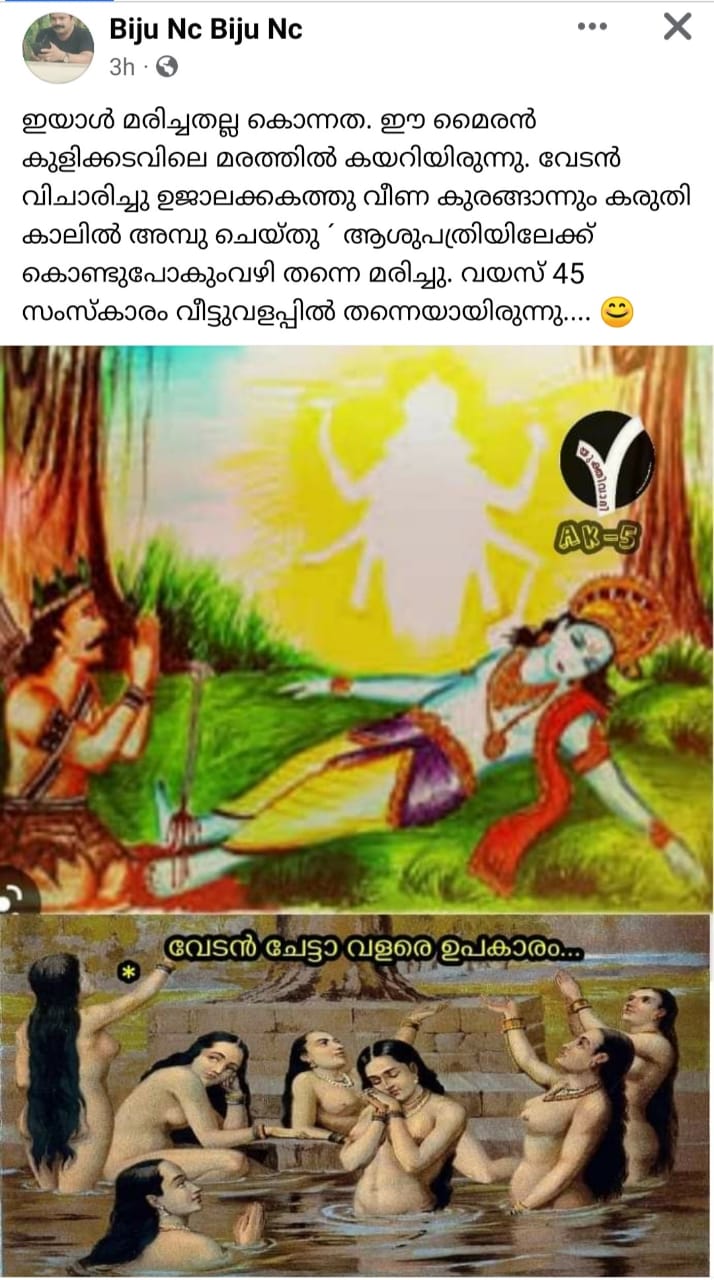 Biju Nc Biju Nc
3h
ഇയാൾ മരിച്ചതല്ല കൊന്നത. ഈ മൈരൻ
കുളിക്കടവിലെ മരത്തിൽ കയറിയിരുന്നു. വേടൻ
വിചാരിച്ചു ഉജാലക്കകത്തു വീണ കുരങ്ങാന്നും കരുതി
കാലിൽ അമ്പു ചെയ്തു ´ ആശുപത്രിയിലേക്ക്
കൊണ്ടുപോകുംവഴി തന്നെ മരിച്ചു. വയസ് 45
സംസ്കാരം വീട്ടുവളപ്പിൽ തന്നെയായിരുന്നു.... 😊
യുക്തിവാദി
AK-5
വേടൻ ചേട്ടാ വളരെ ഉപകാരം...
*